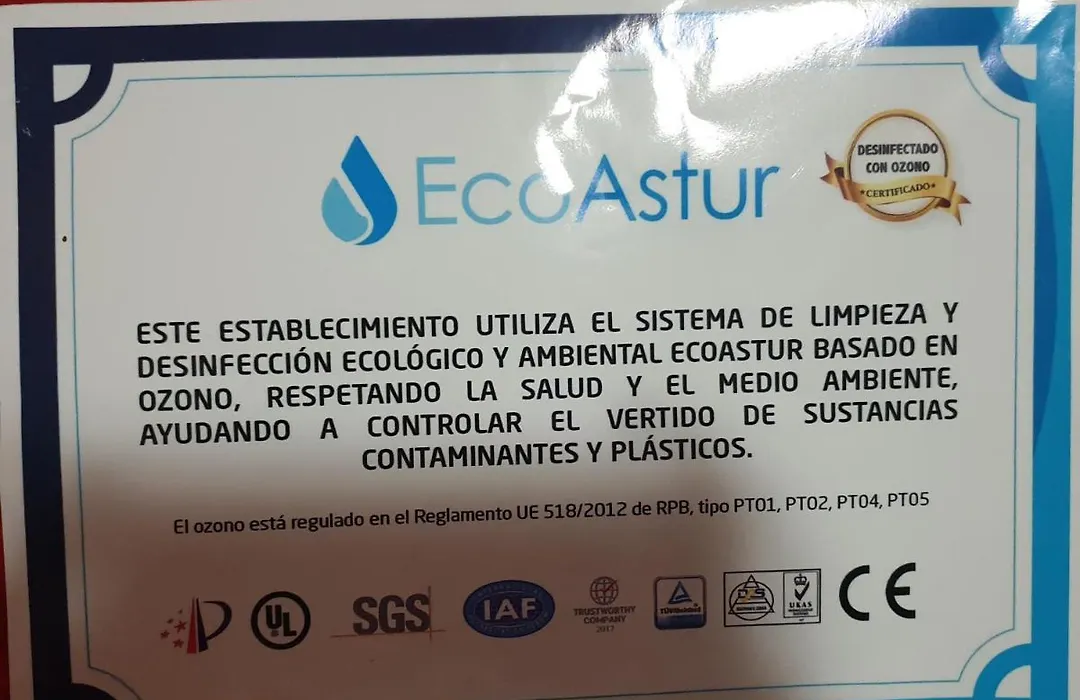 EcoAstur
DESINFECTADO
CON OZONO
*CERTIFICADO*
ESTE ESTABLECIMIENTO UTILIZA EL SISTEMA DE LIMPIEZA Y
DESINFECCIÓN ECOLÓGICO Y AMBIENTAL ECOASTUR BASADO EN
OZONO, RESPETANDO LA SALUD Y EL MEDIO AMBIENTE,
AYUDANDO A CONTROLAR EL VERTIDO DE SUSTANCIAS
CONTAMINANTES Y PLÁSTICOS.
El ozono está regulado en el Reglamento UE 518/2012 de RPB, tipo PT01, PT02, PT04, PT05
UL
SGS
IAF
TRUSTWORTHY
COMPANY
2017
TÜVRheinland
UKAS
CE